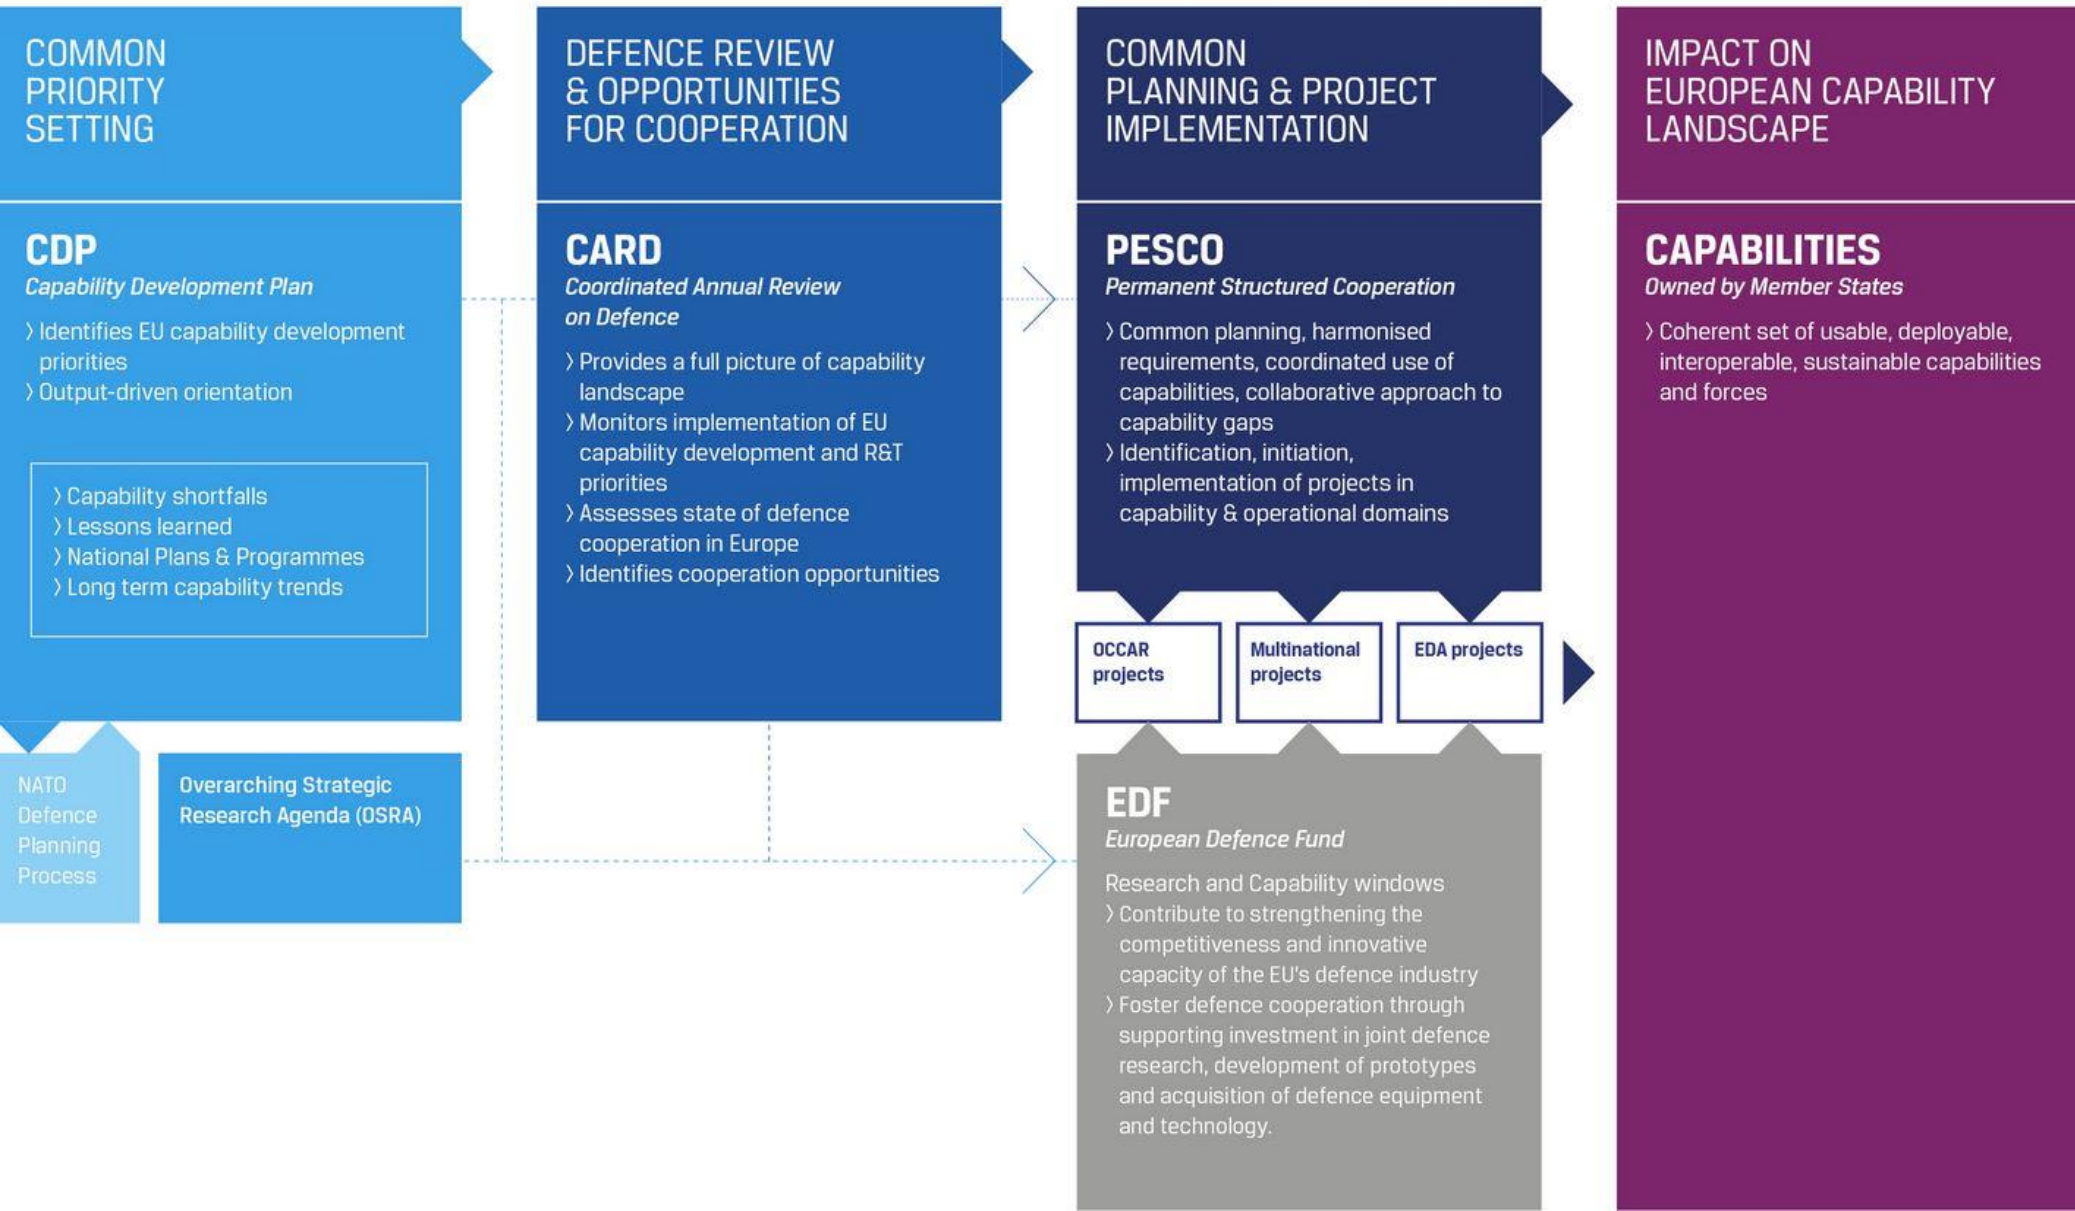 COMMON
PRIORITY
SETTING
CDP
Capability Development Plan
〉Identifies EU capability development
priorities
〉Output-driven orientation
〉Capability shortfalls
〉Lessons learned
〉National Plans & Programmes
〉Long term capability trends
NATO
Defence
Planning
Process
Overarching Strategic
Research Agenda (OSRA)
DEFENCE REVIEW
& OPPORTUNITIES
FOR COOPERATION
CARD
Coordinated Annual Review
on Defence
〉Provides a full picture of capability
landscape
〉Monitors implementation of EU
capability development and R&T
priorities
〉Assesses state of defence
cooperation in Europe
〉Identifies cooperation opportunities
COMMON
PLANNING & PROJECT
IMPLEMENTATION
PESCO
Permanent Structured Cooperation
〉Common planning, harmonised
requirements, coordinated use of
capabilities, collaborative approach to
capability gaps
〉Identification, initiation,
implementation of projects in
capability & operational domains
OCCAR
projects
Multinational
projects
EDA projects
EDF
European Defence Fund
Research and Capability windows
〉Contribute to strengthening the
competitiveness and innovative
capacity of the EU's defence industry
〉Foster defence cooperation through
supporting investment in joint defence
research, development of prototypes
and acquisition of defence equipment
and technology.
IMPACT ON
EUROPEAN CAPABILITY
LANDSCAPE
CAPABILITIES
Owned by Member States
〉Coherent set of usable, deployable,
interoperable, sustainable capabilities
and forces